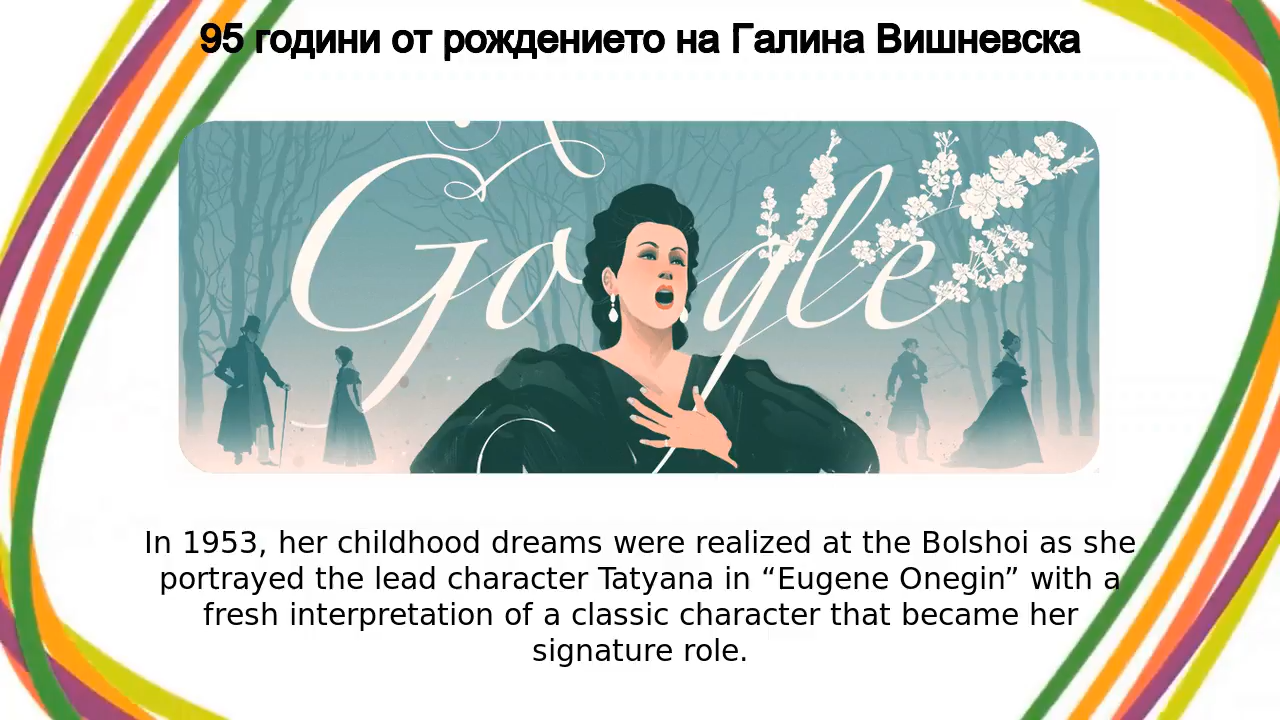 95 години от рождението на Галина Вишневска
Google
In 1953, her childhood dreams were realized at the Bolshoi as she
portrayed the lead character Tatyana in “Eugene Onegin” with a
fresh interpretation of a classic character that became her
signature role.